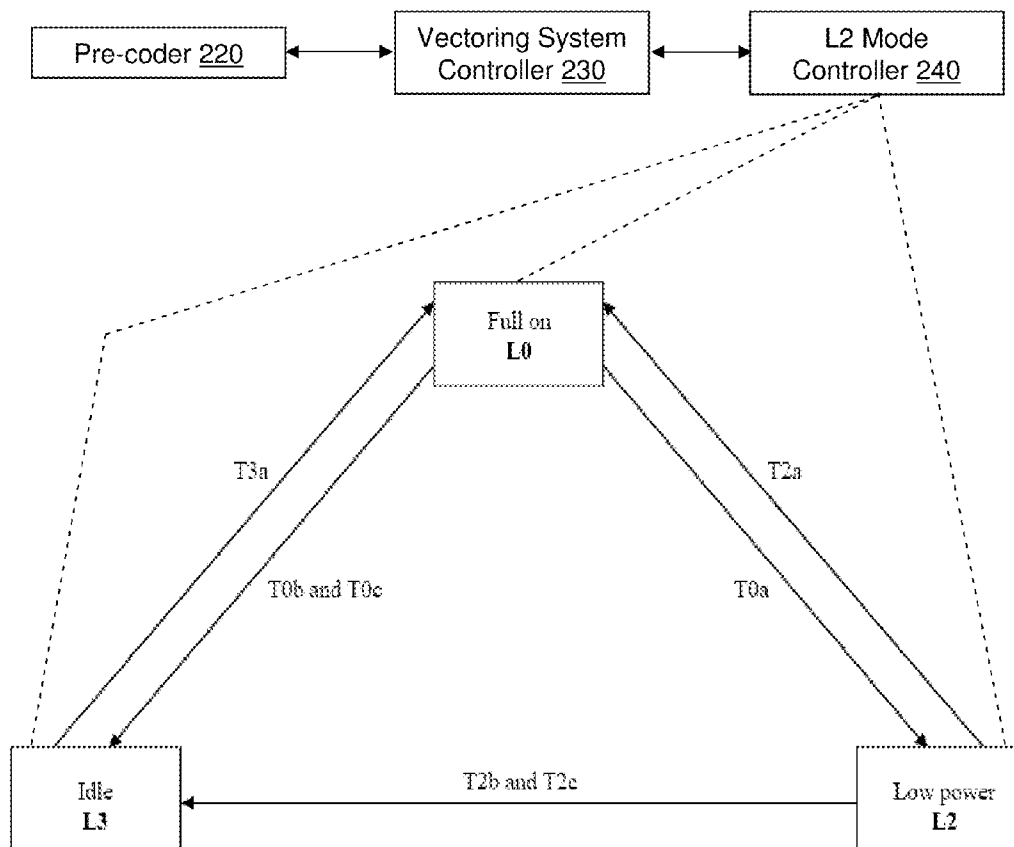 Pre-coder 220
Vectoring System
Controller 230
L2 Mode
Controller 240
Full on
L0
T3a
T2a
T0b and T0c
T0a
T2b and T2c
Idle
L3
Low power
L2